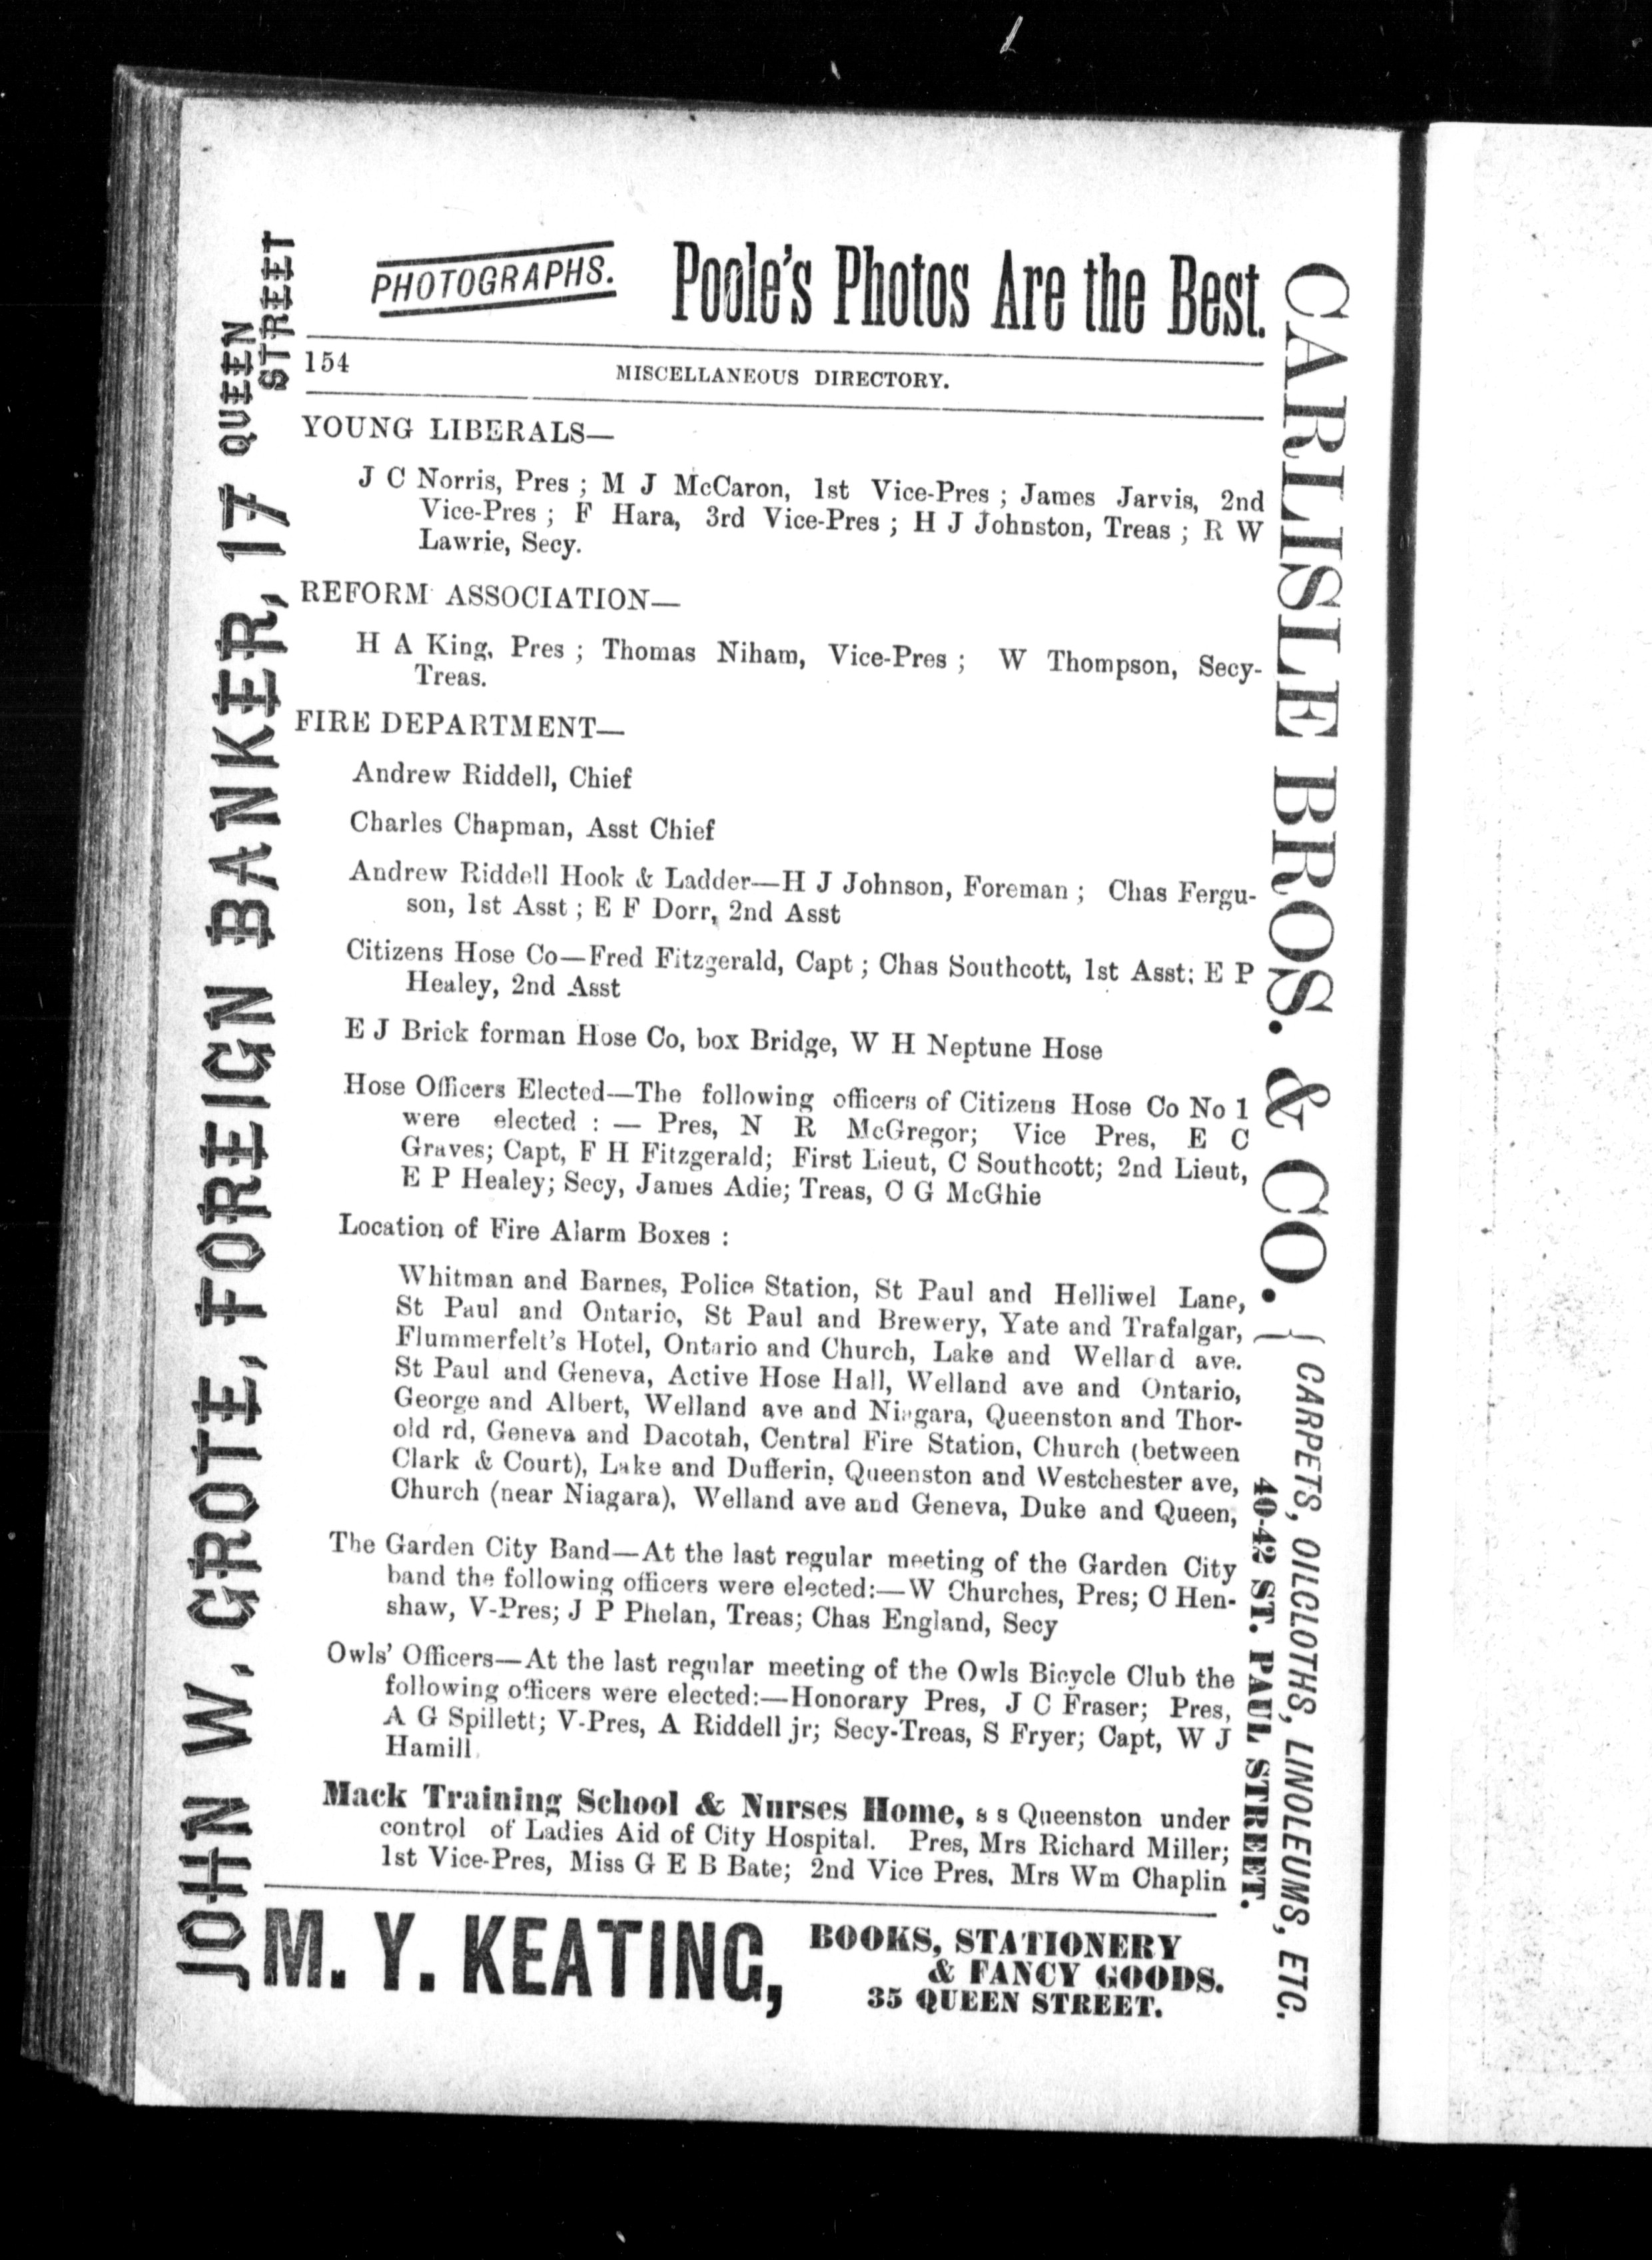 PHOTOGRAPHS. Poole's Photos Are the Best.
154 MISCELLANEOUS DIRECTORY.
YOUNG LIBERALS—
J C Norris, Pres ; M J McCaron, 1st Vice-Pres ; James Jarvis, 2nd
Vice-Pres ; F Hara, 3rd Vice-Pres ; H J Johnston, Treas ; R W
Lawrie, Secy.
REFORM ASSOCIATION—
H A King, Pres ; Thomas Niham, Vice-Pres ; W Thompson, Secy-
Treas.
FIRE DEPARTMENT—
Andrew Riddell, Chief
Charles Chapman, Asst Chief
Andrew Riddell Hook & Ladder—H J Johnson, Foreman ; Chas Fergu-
son, 1st Asst ; E F Dorr, 2nd Asst
Citizens Hose Co—Fred Fitzgerald, Capt ; Chas Southcott, 1st Asst; E P
Healey, 2nd Asst
E J Brick forman Hose Co, box Bridge, W H Neptune Hose
Hose Officers Elected—The following officers of Citizens Hose Co No 1
were elected : — Pres, N R McGregor; Vice Pres, E C
Graves; Capt, F H Fitzgerald; First Lieut, C Southcott; 2nd Lieut,
E P Healey; Secy, James Adie; Treas, C G McGhie
Location of Fire Alarm Boxes :
Whitman and Barnes, Police Station, St Paul and Helliwel Lane,
St Paul and Ontario, St Paul and Brewery, Yate and Trafalgar,
Flummerfelt's Hotel, Ontario and Church, Lake and Wellard ave.
St Paul and Geneva, Active Hose Hall, Welland ave and Ontario,
George and Albert, Welland ave and Niagara, Queenston and Thor-
old rd, Geneva and Dacotah, Central Fire Station, Church (between
Clark & Court), Lake and Dufferin, Queenston and Westchester ave,
Church (near Niagara), Welland ave and Geneva, Duke and Queen,
The Garden City Band—At the last regular meeting of the Garden City
band the following officers were elected:—W Churches, Pres; C Hen-
shaw, V-Pres; J P Phelan, Treas; Chas England, Secy
Owls' Officers—At the last regular meeting of the Owls Bicycle Club the
following officers were elected:—Honorary Pres, J C Fraser; Pres,
A G Spillett; V-Pres, A Riddell jr; Secy-Treas, S Fryer; Capt, W J
Hamill
Mack Training School & Nurses Home, s s Queenston under
control of Ladies Aid of City Hospital. Pres, Mrs Richard Miller;
1st Vice-Pres, Miss G E B Bate; 2nd Vice Pres, Mrs Wm Chaplin
M. Y. KEATING, BOOKS, STATIONERY
& FANCY GOODS.
35 QUEEN STREET.
JOHN W. GROTE, FOREIGN BANKER, 17 QUEEN
STREET
CARLISLE BROS. & CO. { CARPETS, OILCLOTHS, LINOLEUMS, ETC.
40-42 ST. PAUL STREET.